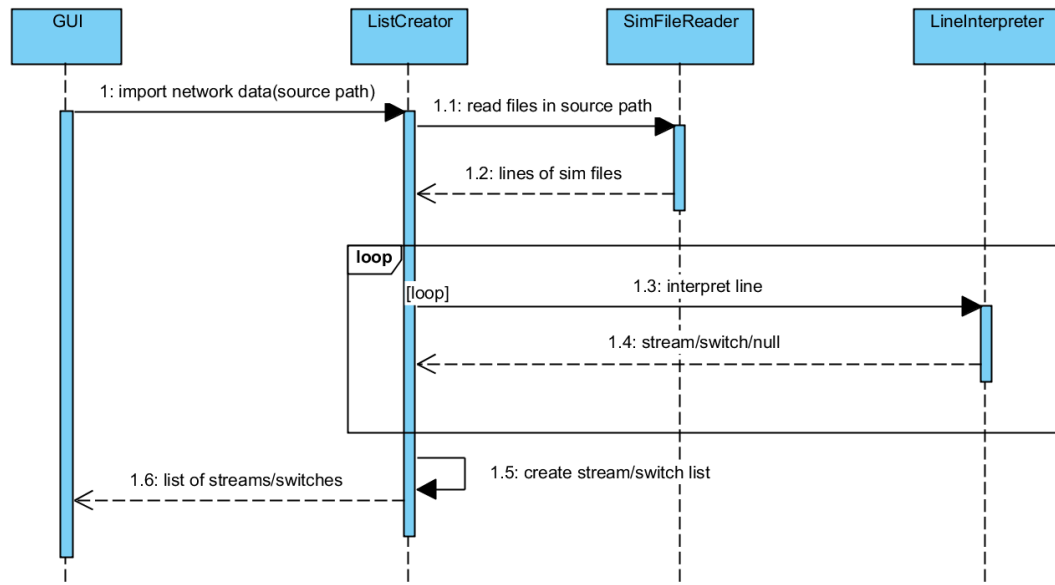 GUI
ListCreator
SimFileReader
LineInterpreter
1: import network data(source path)
1.1: read files in source path
1.2: lines of sim files
loop
[loop]
1.3: interpret line
1.4: stream/switch/null
1.5: create stream/switch list
1.6: list of streams/switches